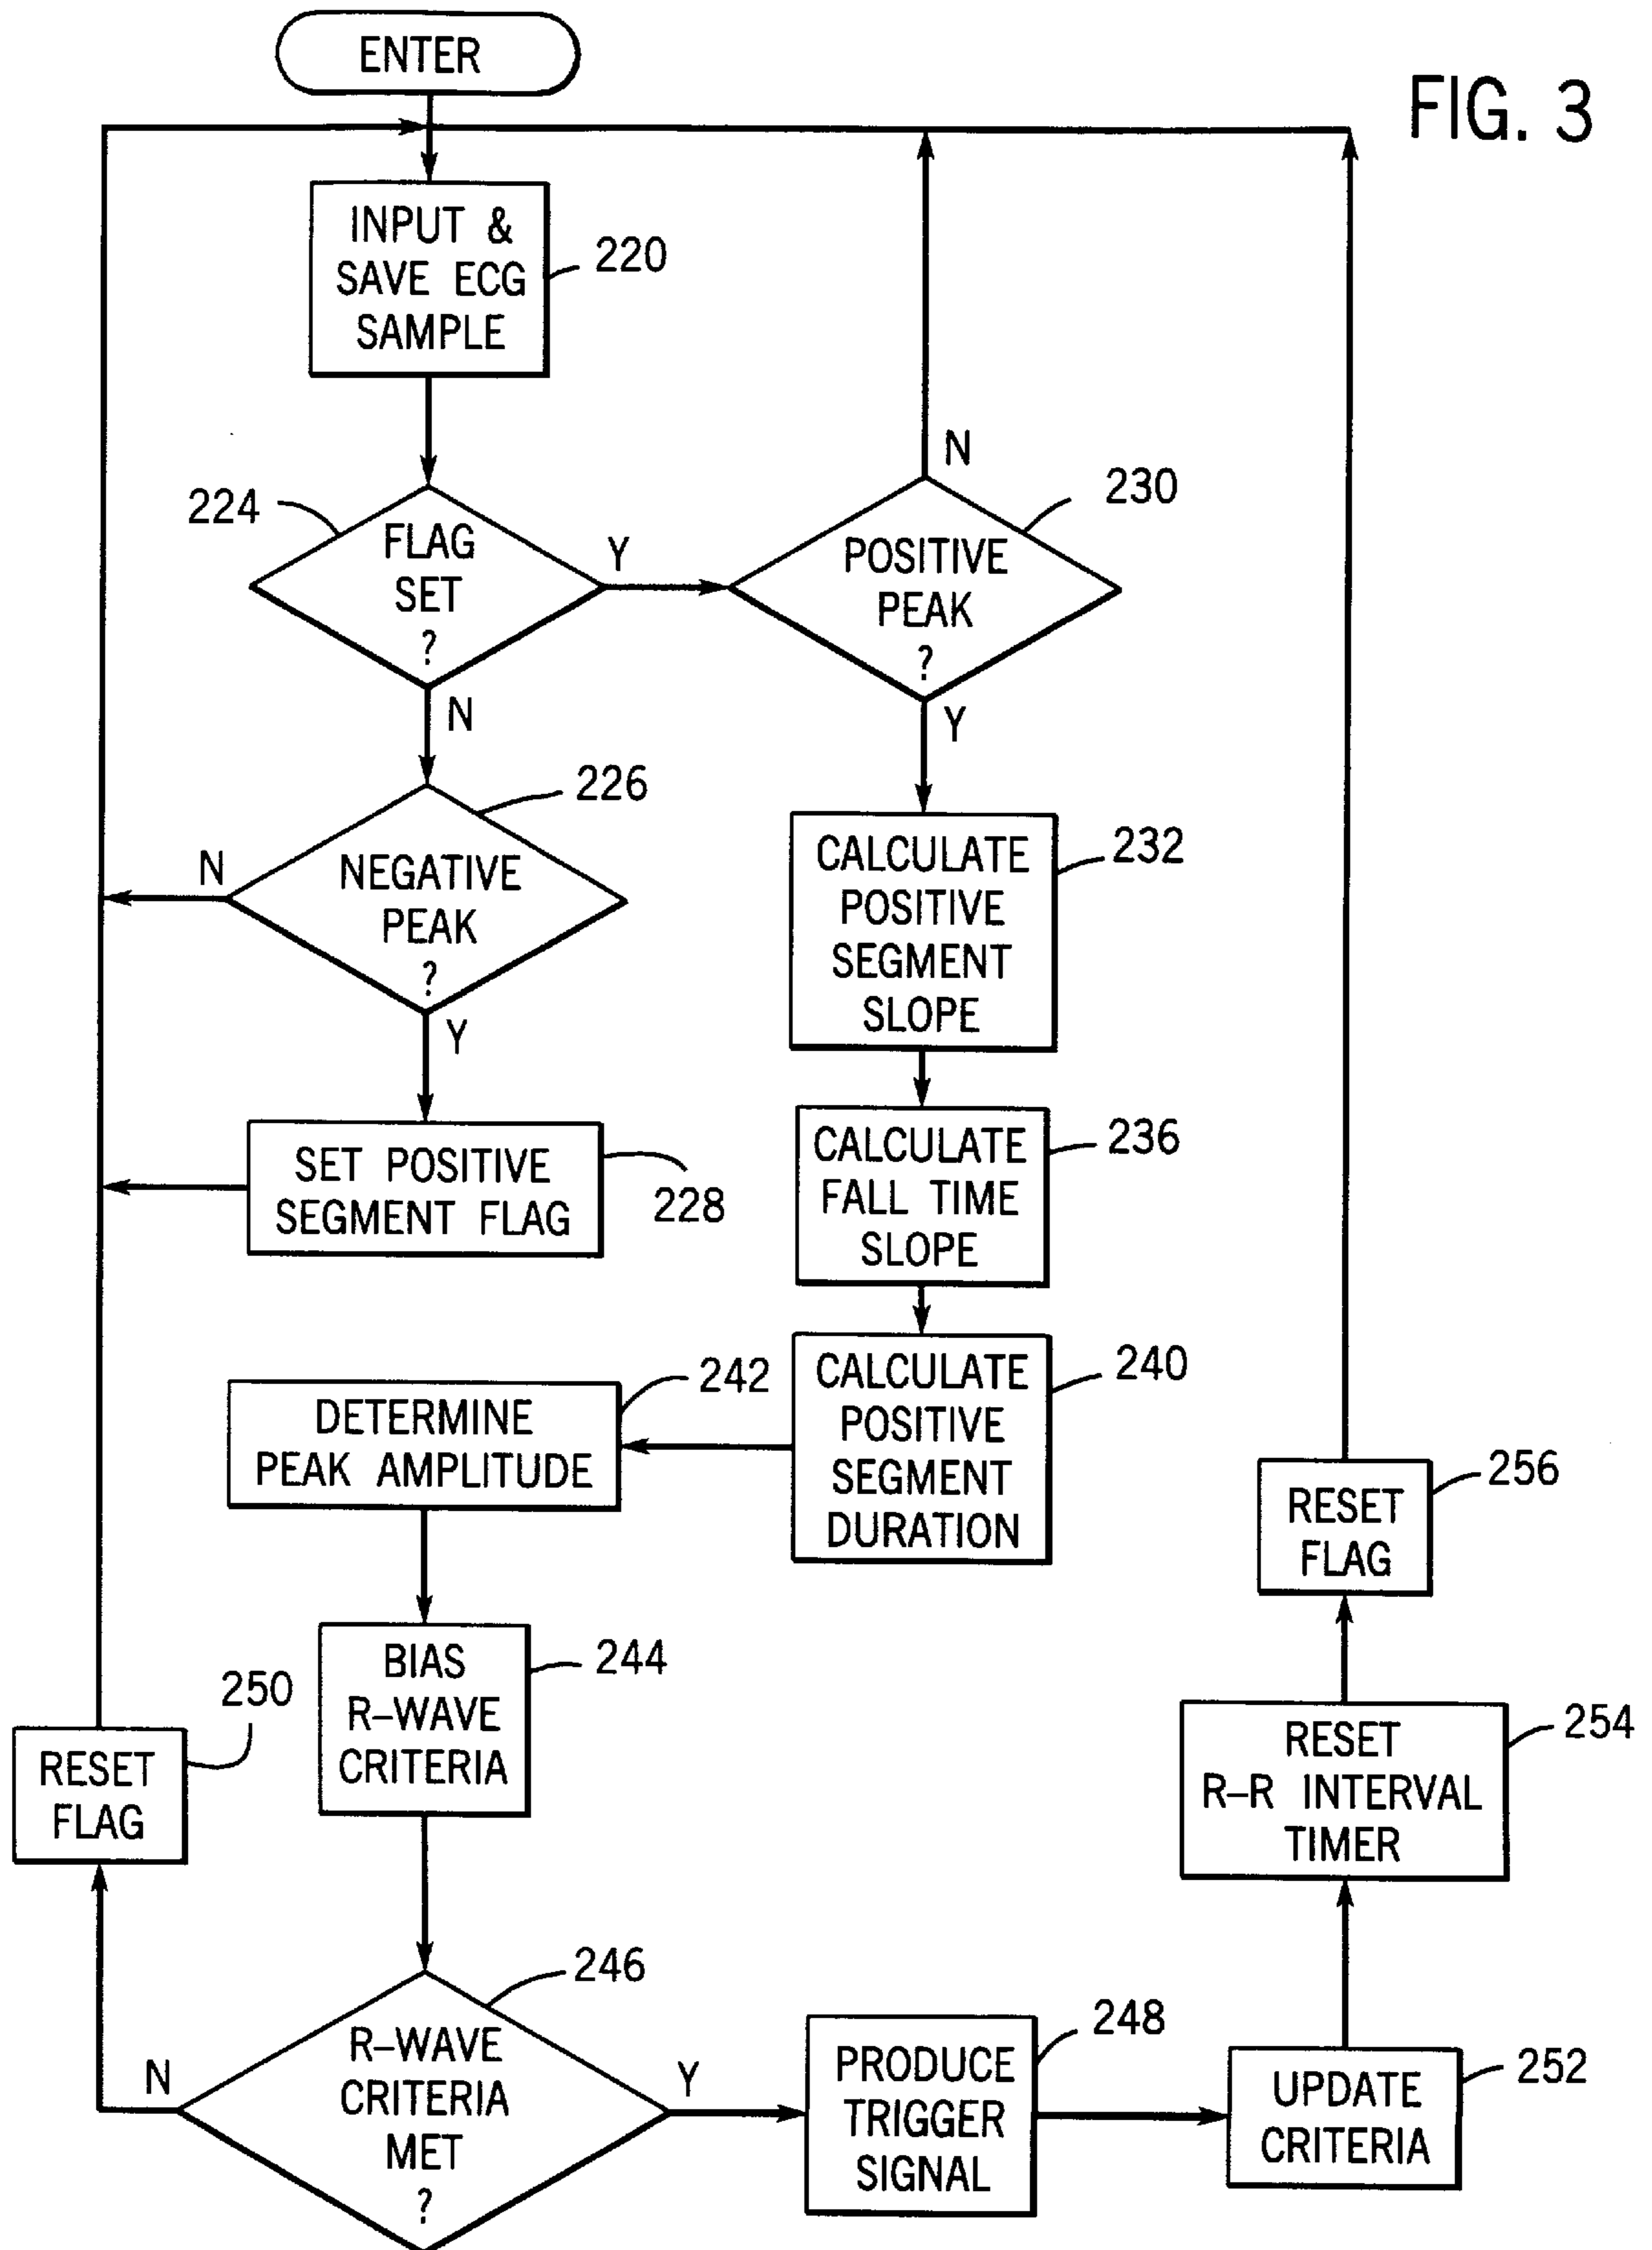 ENTER
FIG. 3
INPUT &
SAVE ECG
SAMPLE
220
224
FLAG
SET
?
Y
N
N
230
POSITIVE
PEAK
?
Y
226
NEGATIVE
PEAK
?
N
Y
CALCULATE
POSITIVE
SEGMENT
SLOPE
232
SET POSITIVE
SEGMENT FLAG
228
CALCULATE
FALL TIME
SLOPE
236
CALCULATE
POSITIVE
SEGMENT
DURATION
240
DETERMINE
PEAK AMPLITUDE
242
BIAS
R-WAVE
CRITERIA
244
250
RESET
FLAG
246
R-WAVE
CRITERIA
MET
?
N
Y
PRODUCE
TRIGGER
SIGNAL
248
UPDATE
CRITERIA
252
RESET
R-R INTERVAL
TIMER
254
RESET
FLAG
256